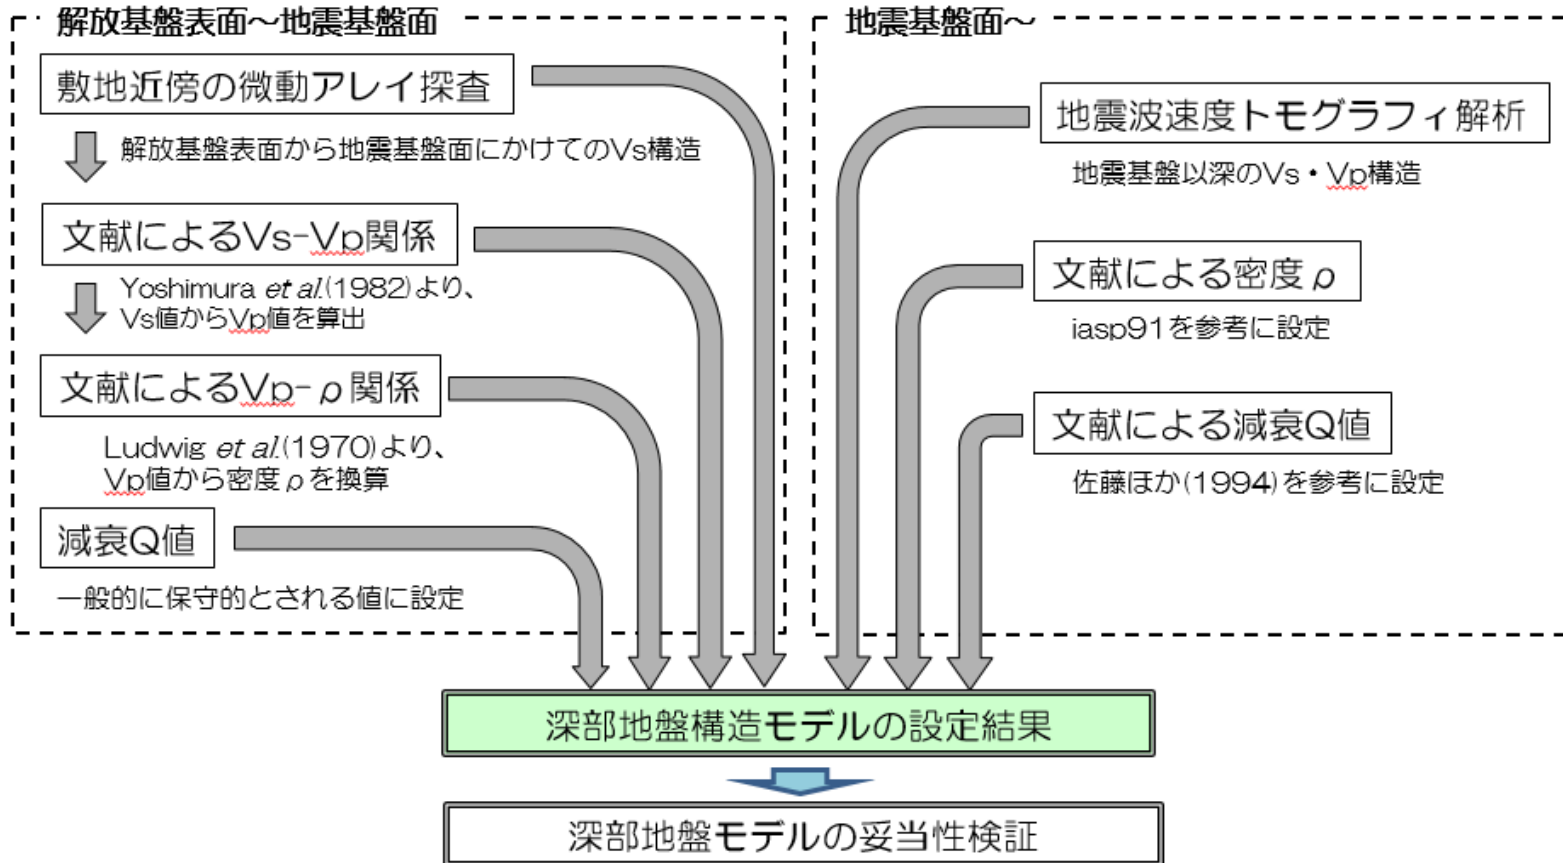 解放基盤表面～地震基盤面
敷地近傍の微動アレイ探査
解放基盤表面から地震基盤面にかけてのVs構造
文献によるVs-Vp関係
Yoshimura et al.(1982)より、
Vs値からVp値を算出
文献によるVp-ρ関係
Ludwig et al.(1970)より、
Vp値から密度ρを換算
減衰Q値
一般的に保守的とされる値に設定
地震基盤面～
地震波速度トモグラフィ解析
地震基盤以深のVs・Vp構造
文献による密度ρ
iasp91を参考に設定
文献による減衰Q値
佐藤ほか(1994)を参考に設定
深部地盤構造モデルの設定結果
深部地盤モデルの妥当性検証